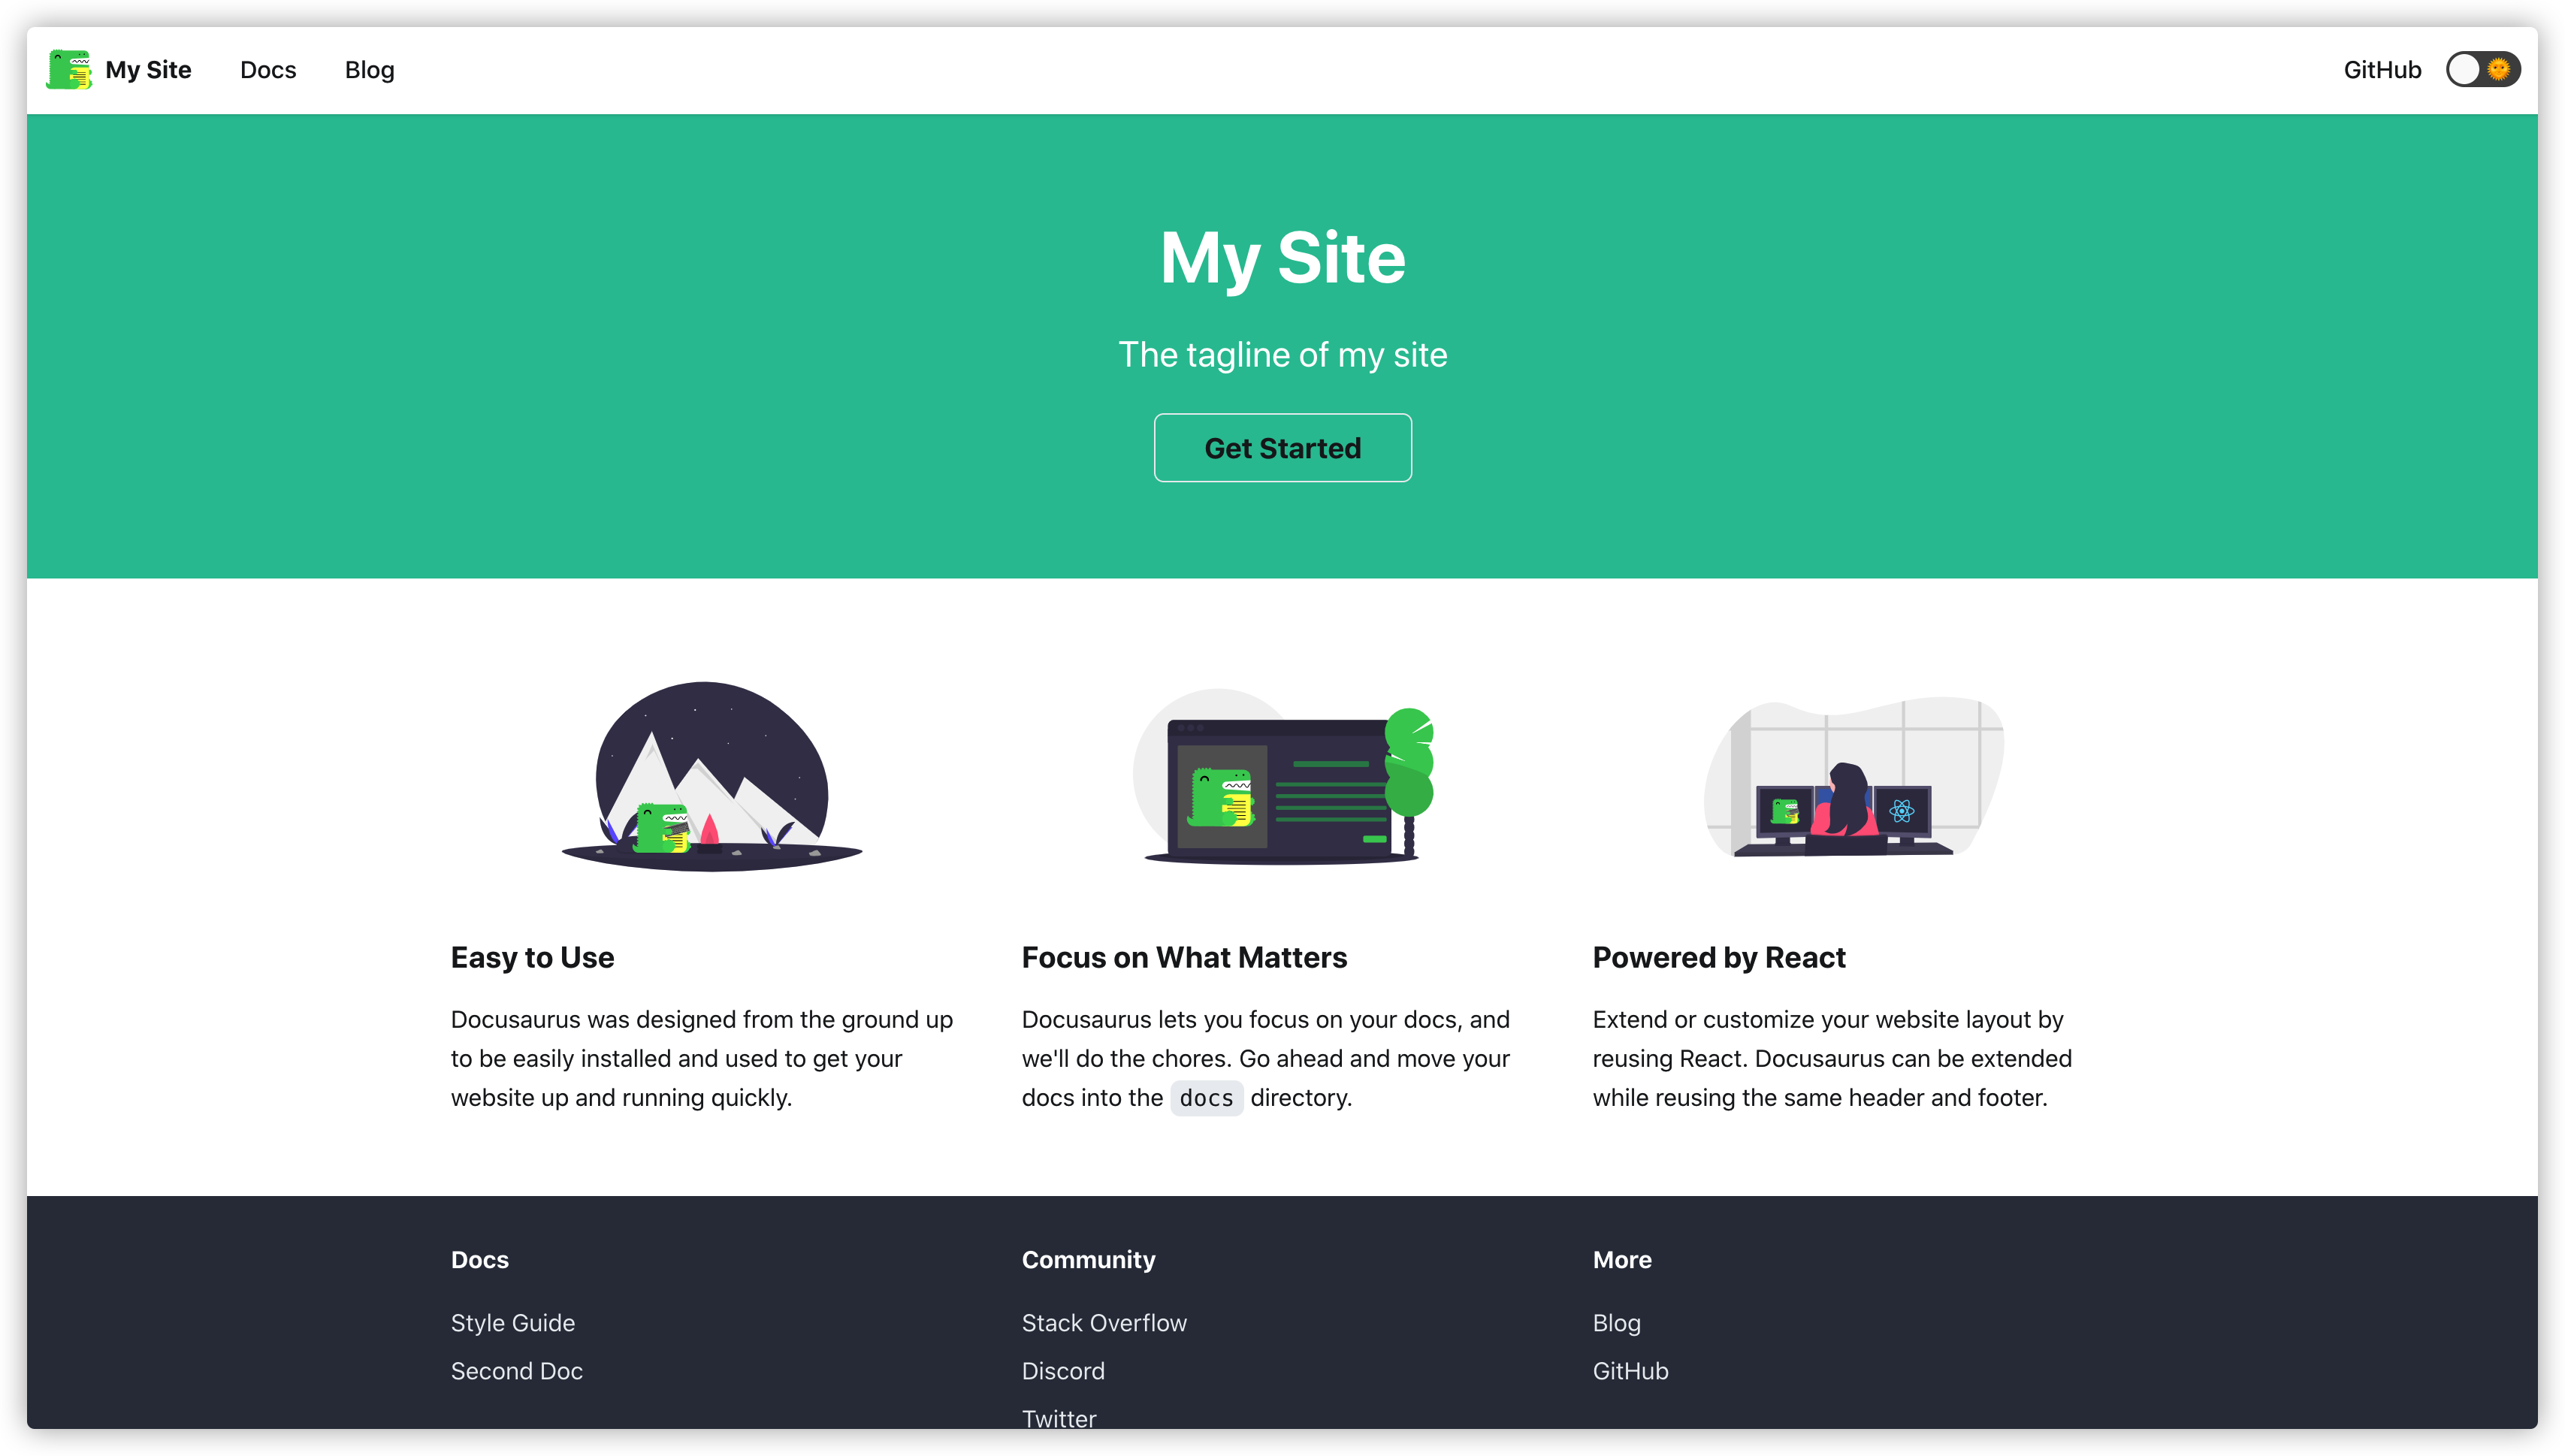 My Site Docs Blog GitHub
My Site
The tagline of my site
Get Started
Easy to Use
Docusaurus was designed from the ground up
to be easily installed and used to get your
website up and running quickly.
Focus on What Matters
Docusaurus lets you focus on your docs, and
we'll do the chores. Go ahead and move your
docs into the docs directory.
Powered by React
Extend or customize your website layout by
reusing React. Docusaurus can be extended
while reusing the same header and footer.
Docs
Style Guide
Second Doc
Community
Stack Overflow
Discord
Twitter
More
Blog
GitHub